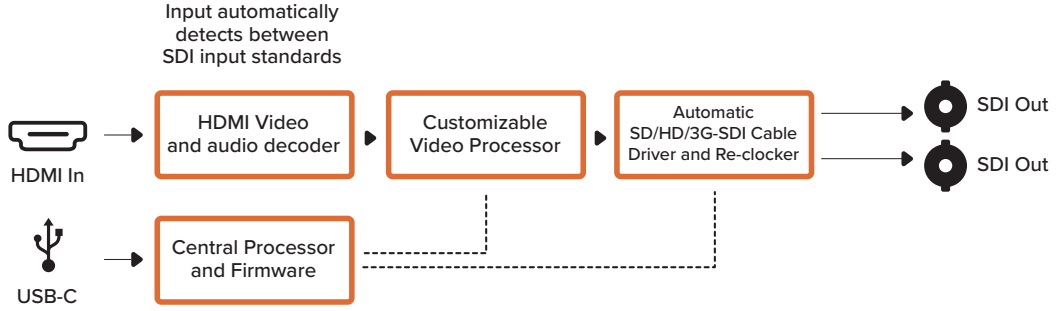 Input automatically
detects between
SDI input standards
HDMI In
HDMI Video
and audio decoder
Customizable
Video Processor
Automatic
SD/HD/3G-SDI Cable
Driver and Re-clocker
SDI Out
SDI Out
USB-C
Central Processor
and Firmware